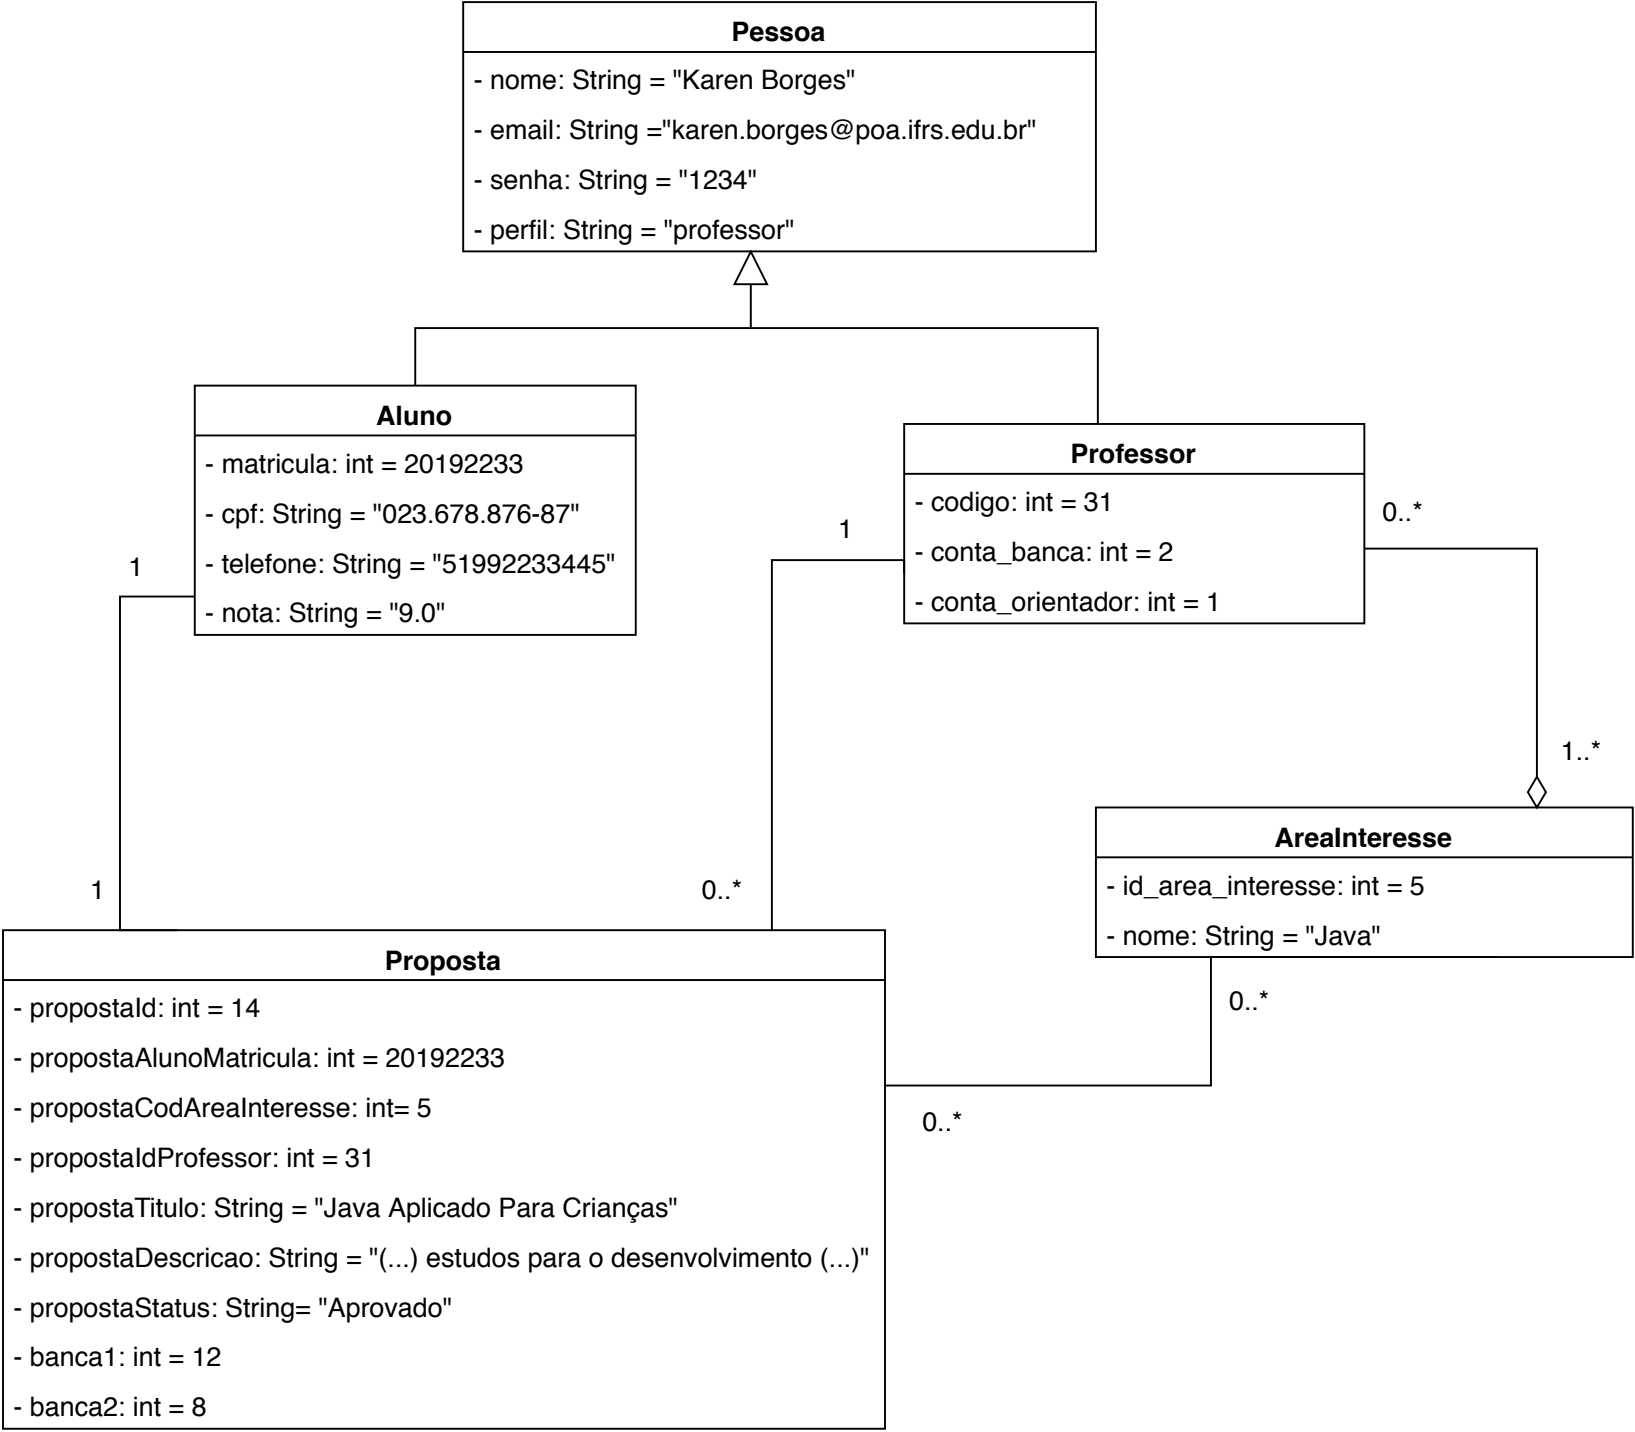 Pessoa
- nome: String = "Karen Borges"
- email: String ="karen.borges@poa.ifrs.edu.br"
- senha: String = "1234"
- perfil: String = "professor"
Aluno
- matricula: int = 20192233
- cpf: String = "023.678.876-87"
- telefone: String = "51992233445"
- nota: String = "9.0"
Professor
- codigo: int = 31
- conta_banca: int = 2
- conta_orientador: int = 1
1
1
0..*
1
0..*
1..*
AreaInteresse
- id_area_interesse: int = 5
- nome: String = "Java"
0..*
0..*
Proposta
- propostaId: int = 14
- propostaAlunoMatricula: int = 20192233
- propostaCodAreaInteresse: int= 5
- propostaIdProfessor: int = 31
- propostaTitulo: String = "Java Aplicado Para Crianças"
- propostaDescricao: String = "(...) estudos para o desenvolvimento (...)"
- propostaStatus: String= "Aprovado"
- banca1: int = 12
- banca2: int = 8